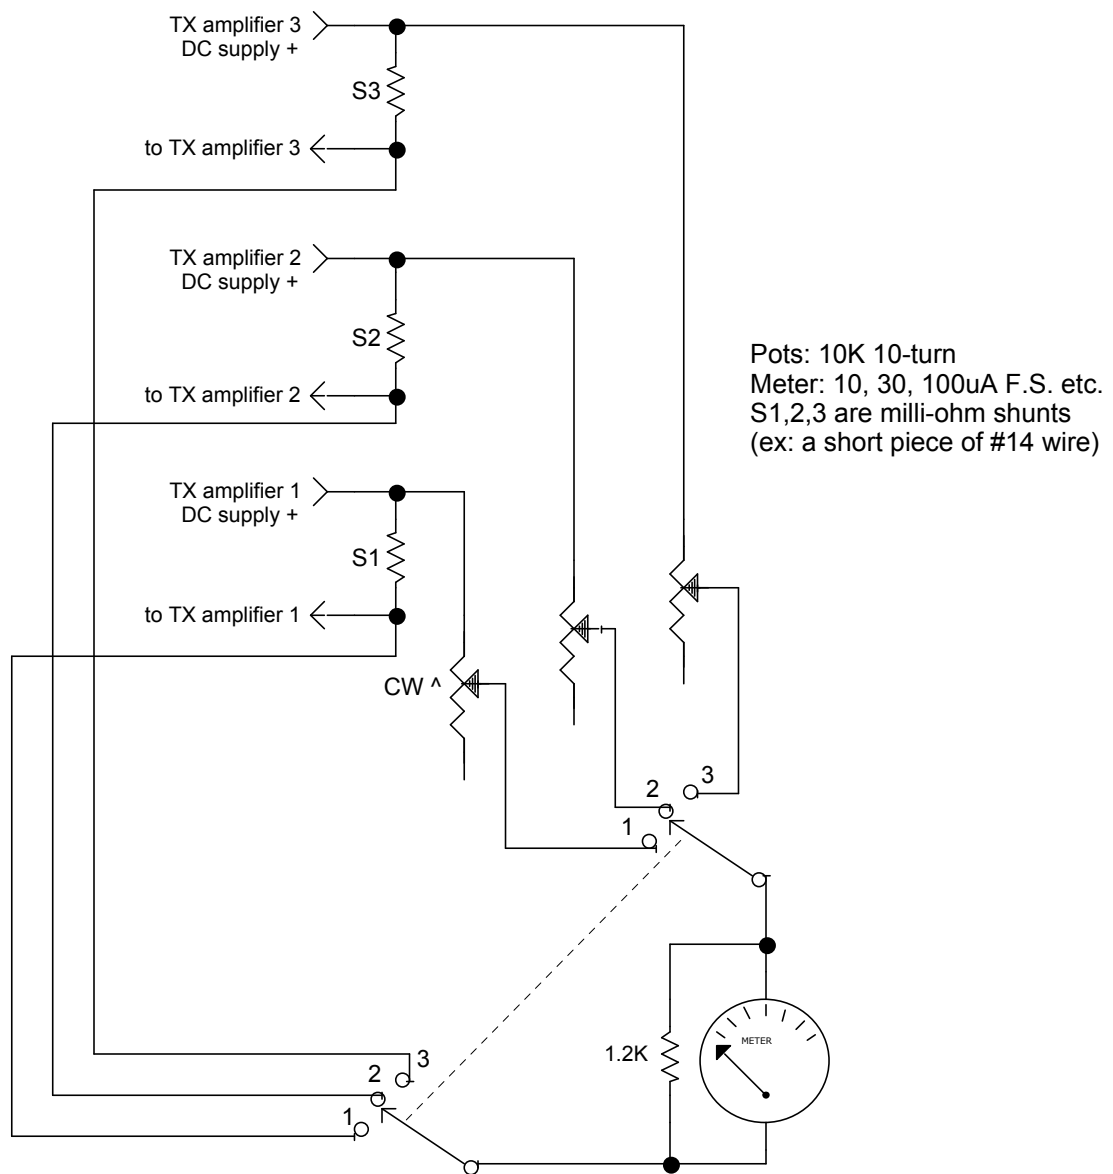 TX amplifier 3
DC supply +
S3
to TX amplifier 3
TX amplifier 2
DC supply +
S2
to TX amplifier 2
Pots: 10K 10-turn
Meter: 10, 30, 100uA F.S. etc.
S1,2,3 are milli-ohm shunts
(ex: a short piece of #14 wire)
TX amplifier 1
DC supply +
S1
to TX amplifier 1
CW ^
3
2
1
METER
1.2K
3
2
1